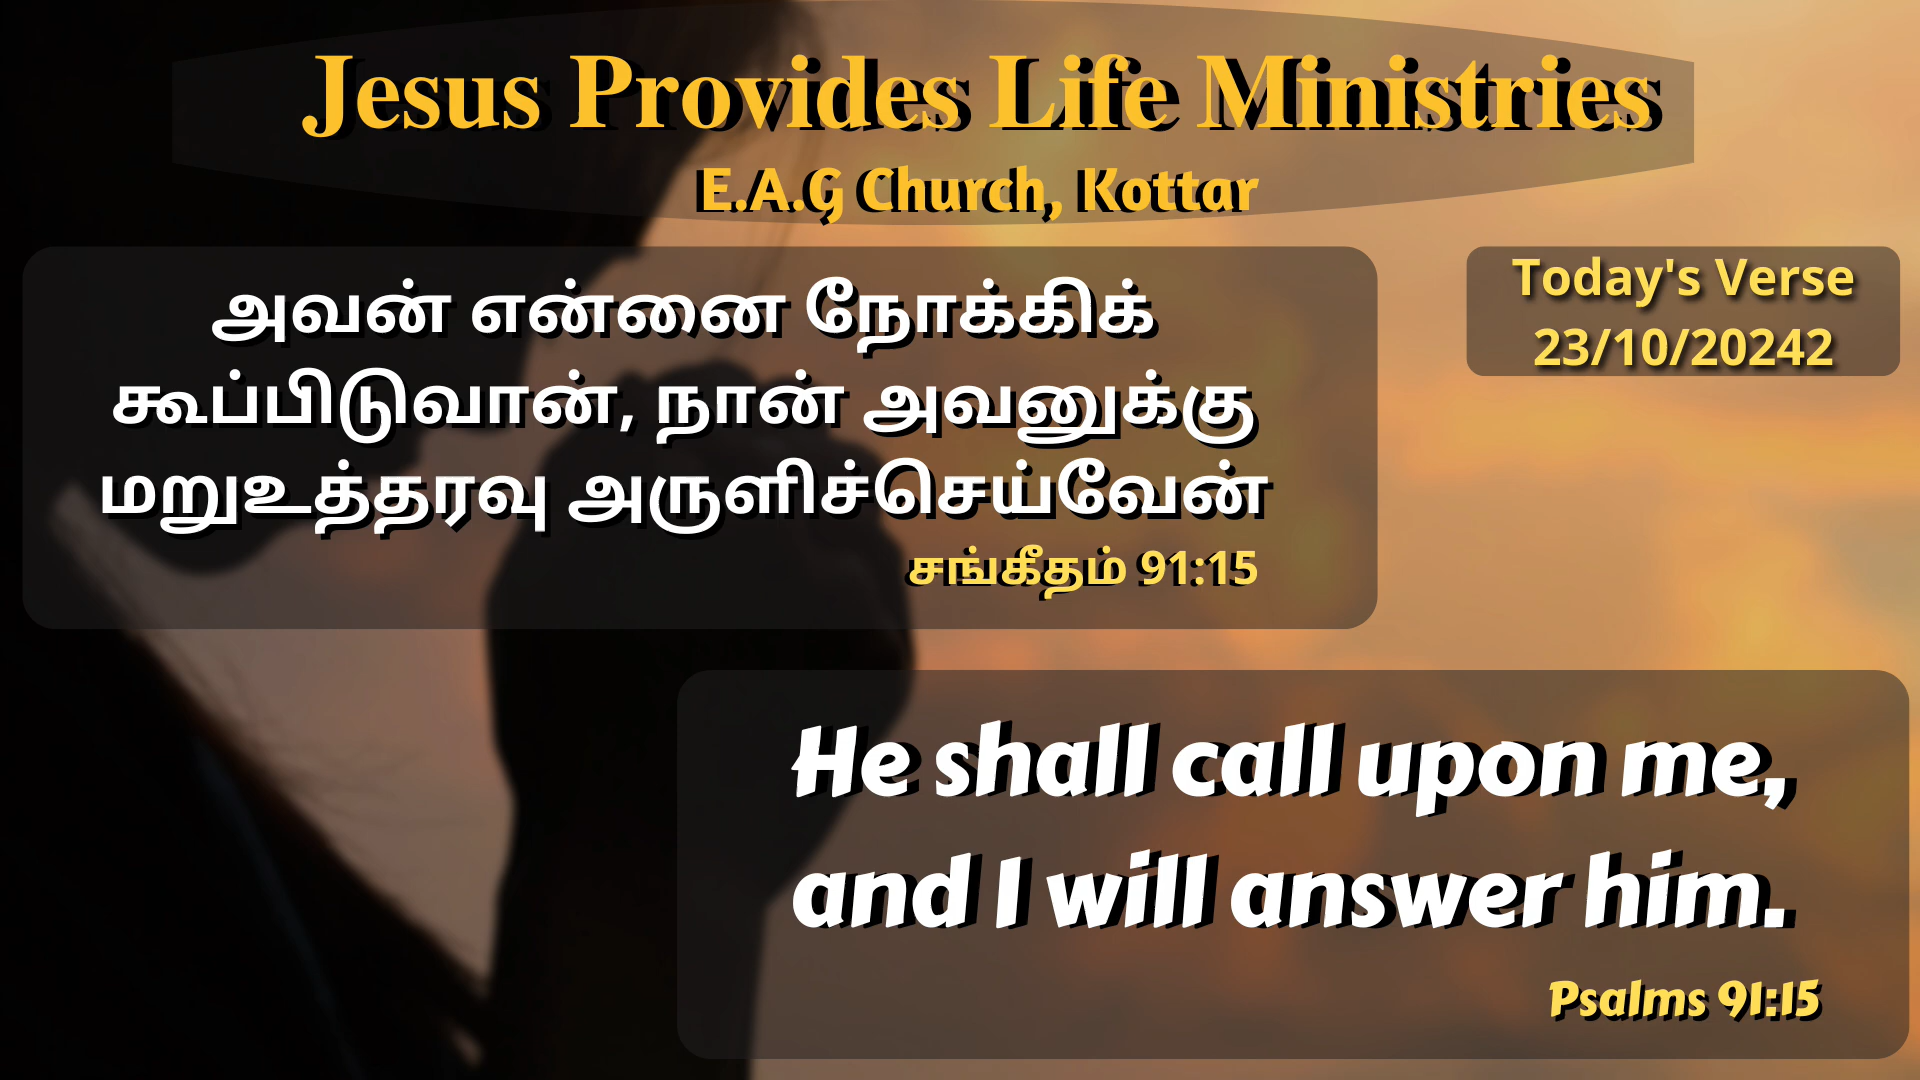 Jesus Provides Life Ministries
E.A.G Church, Kottar
அவன் என்னை நோக்கிக்
கூப்பிடுவான், நான் அவனுக்கு
மறுஉத்தரவு அருளிச்செய்வேன்
சங்கீதம் 91:15
Today's Verse
23/10/20242
He shall call upon me,
and I will answer him.
Psalms 91:15